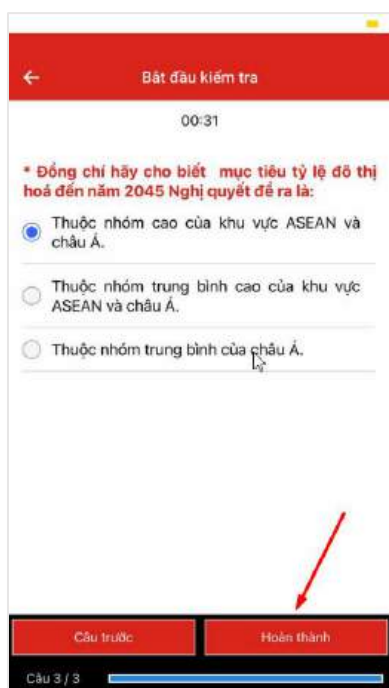 Bắt đầu kiểm tra
00:31
* Đồng chí hãy cho biết mục tiêu tỷ lệ đô thị
hoá đến năm 2045 Nghị quyết đề ra là:
Thuộc nhóm cao của khu vực ASEAN và
châu Á.
Thuộc nhóm trung bình cao của khu vực
ASEAN và châu Á.
Thuộc nhóm trung bình của châu Á.
Câu trước
Hoàn thành
Câu 3 / 3